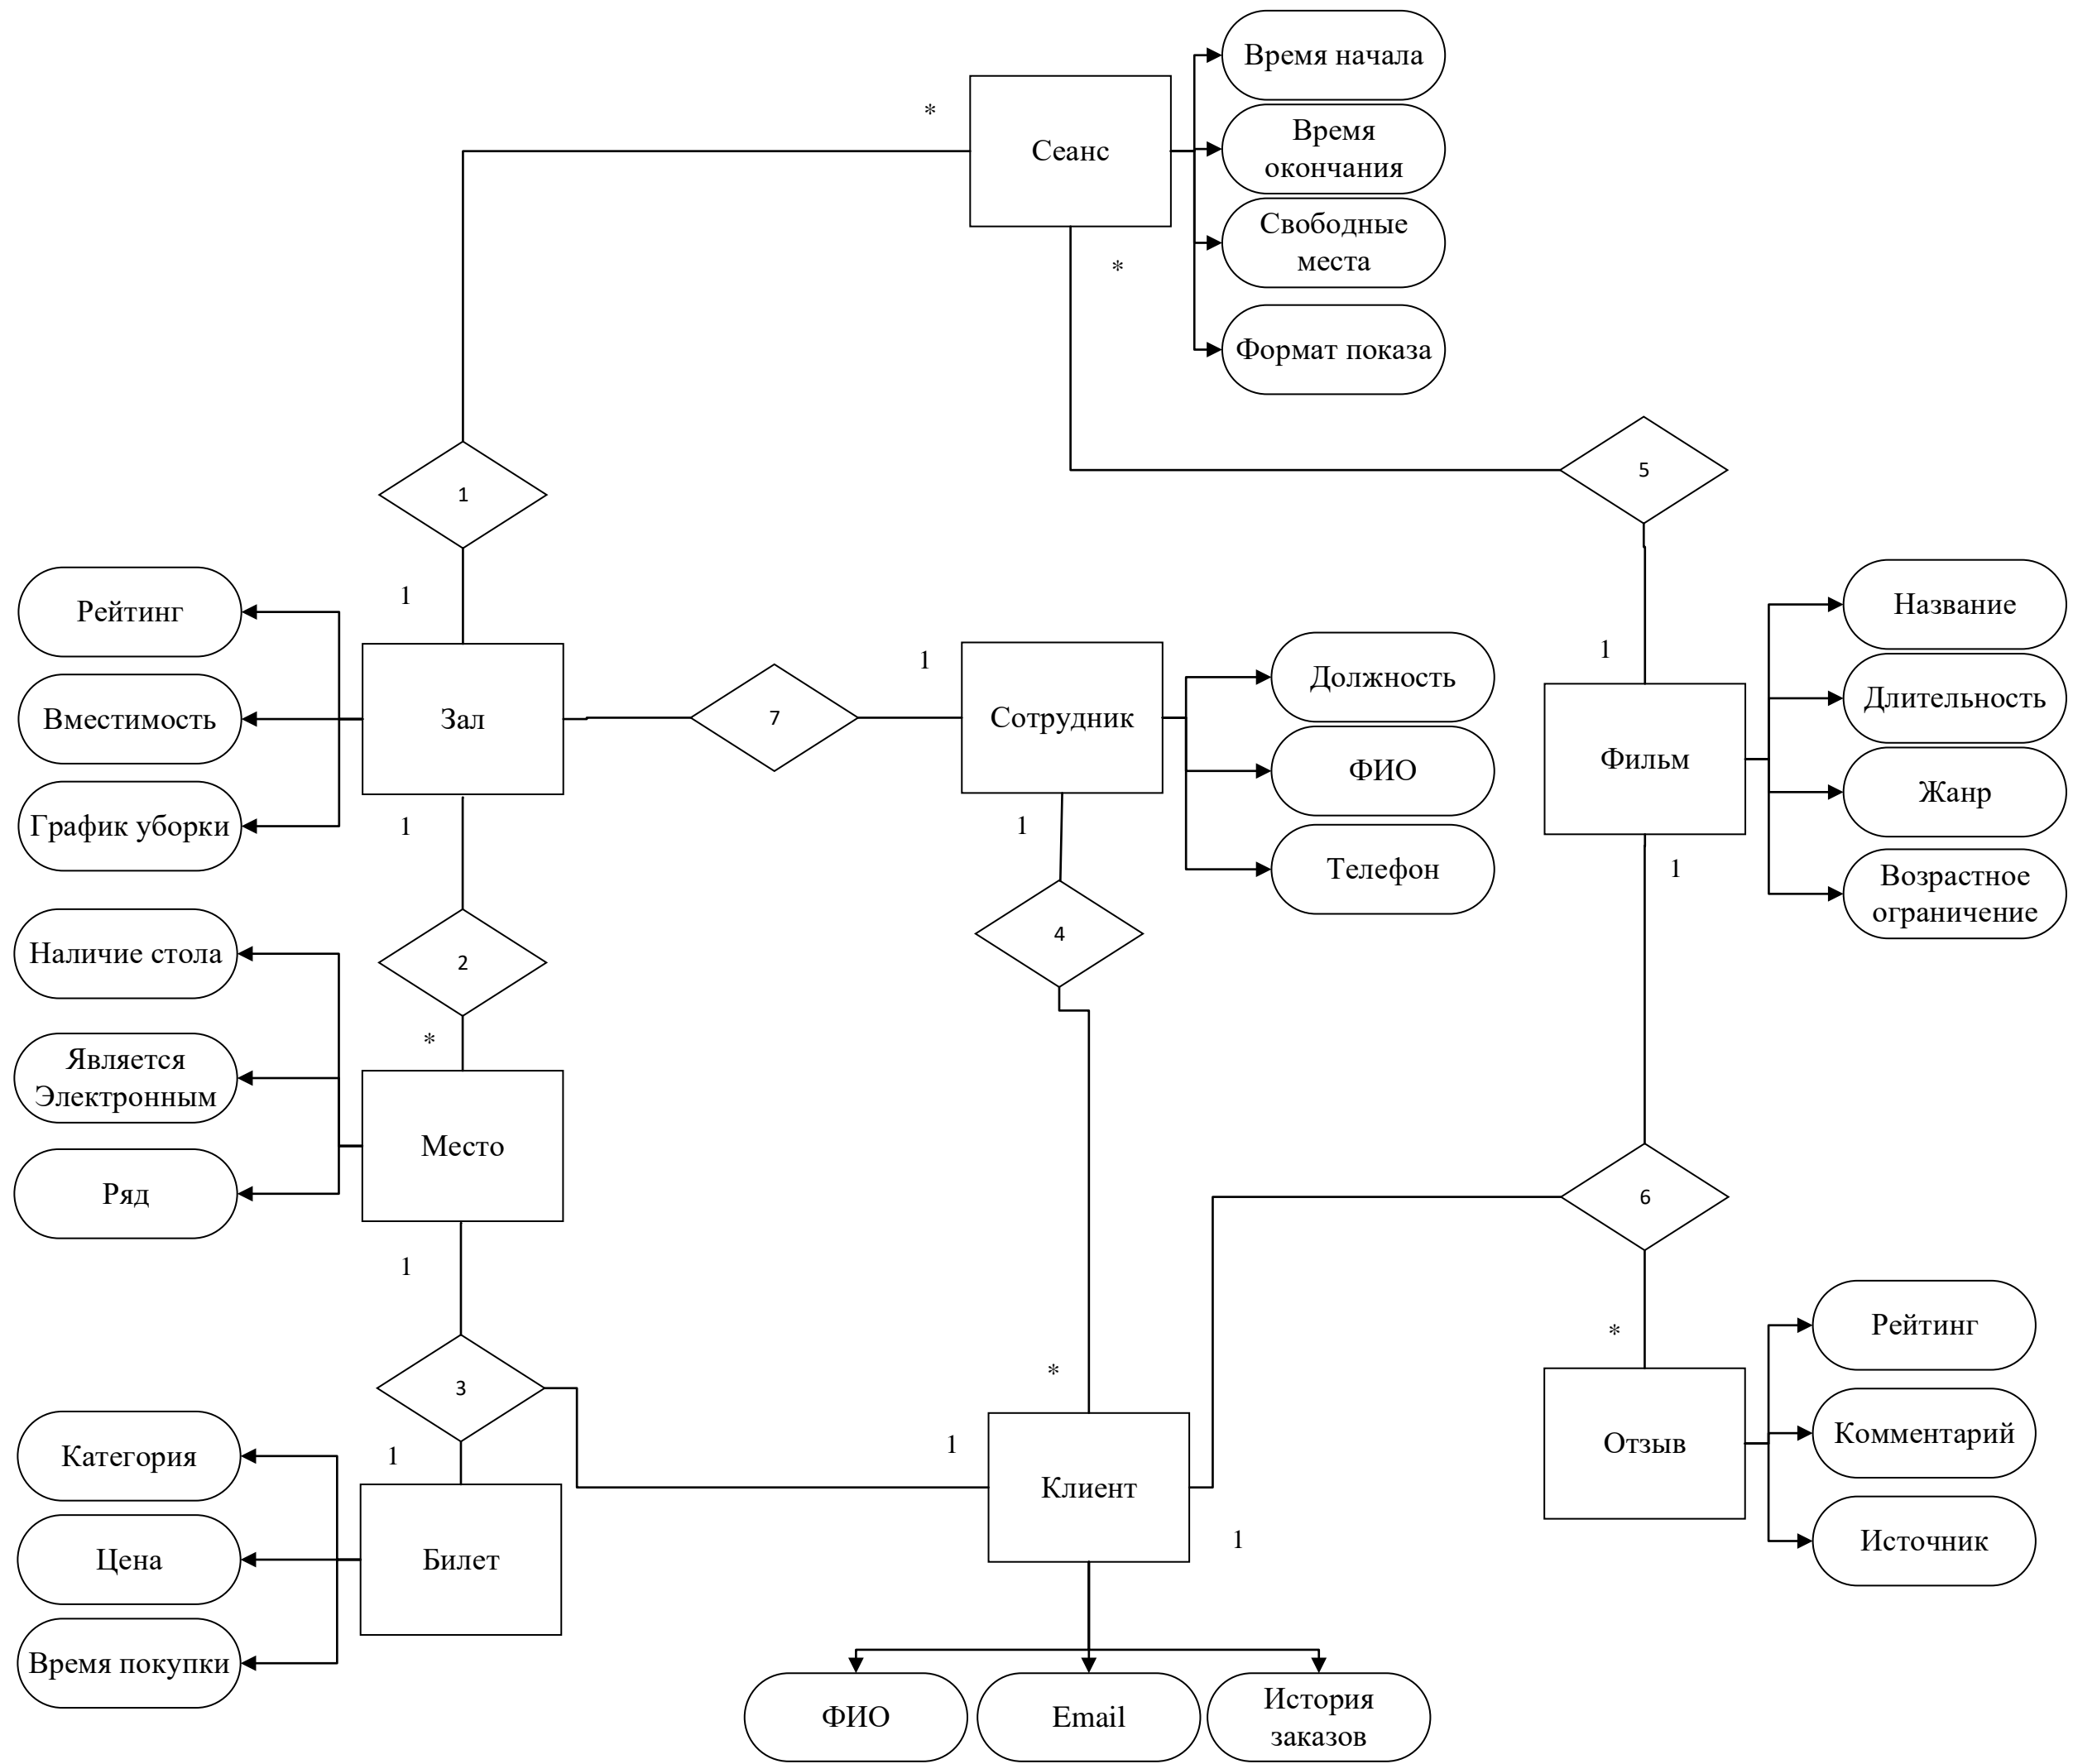 Время начала
*
Сеанс
Время
окончания
Свободные
места
*
Формат показа
5
1
1
Рейтинг
Название
1
1
Должность
Длительность
Вместимость
Зал
7
Сотрудник
Фильм
ФИО
Жанр
График уборки
1
1
Телефон
1
Возрастное
ограничение
Наличие стола
2
4
*
Является
Электронным
Место
Ряд
6
1
Рейтинг
*
*
3
Категория
1
1
Клиент
Отзыв
Комментарий
1
Цена
Билет
Источник
Время покупки
ФИО
Email
История
заказов